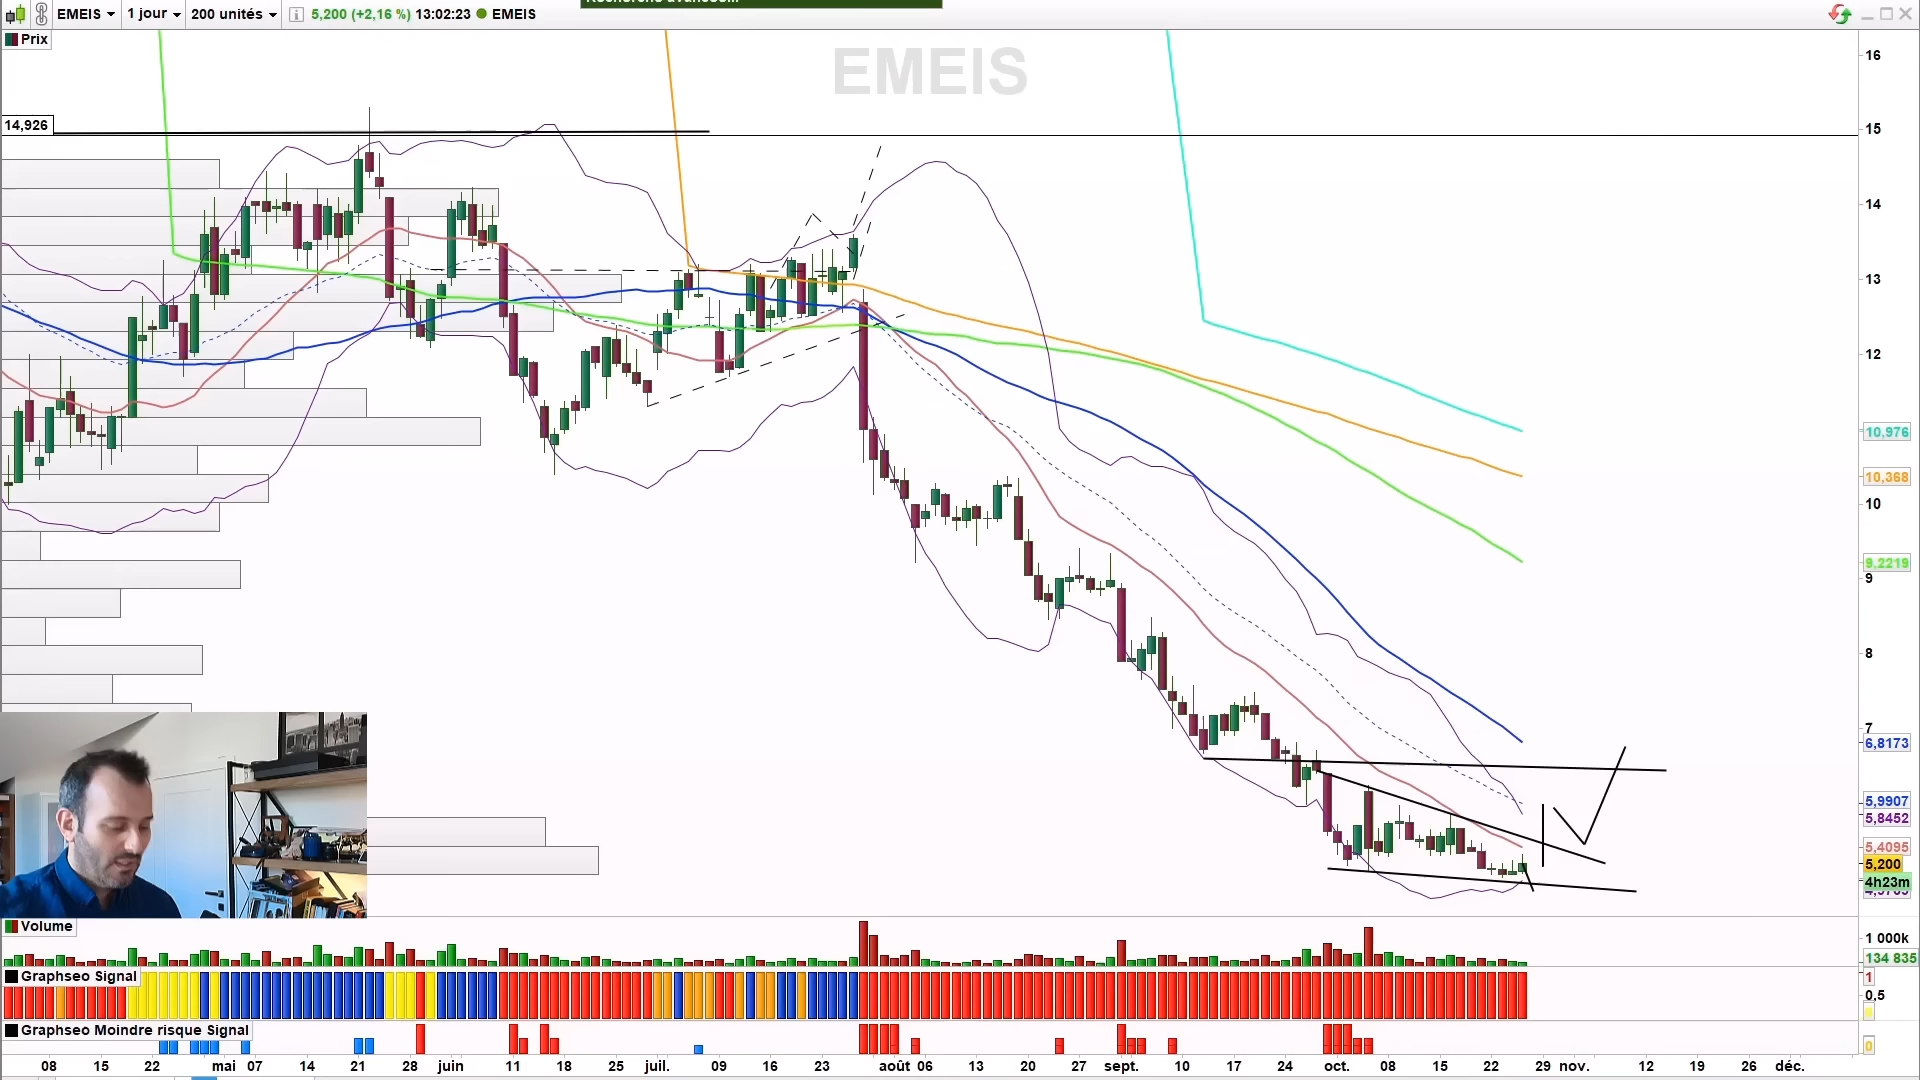 EMEIS 1 jour 200 unités 5,200 (+2,16 %) 13:02:23 EMEIS
Prix
EMEIS
14,926
16
15
14
13
12
10,976
10,368
10
9,2219
9
8
7
6,8173
5,9907
5,8452
5,4095
5,200
4h23m
Volume
1 000k
134 835
Graphseo Signal
1
0,5
Graphseo Moindre risque Signal
0
08 15 22 mai 07 14 21 28 juin 11 18 25 juil. 09 16 23 août 06 13 20 27 sept. 10 17 24 oct. 08 15 22 29 nov. 12 19 26 déc.